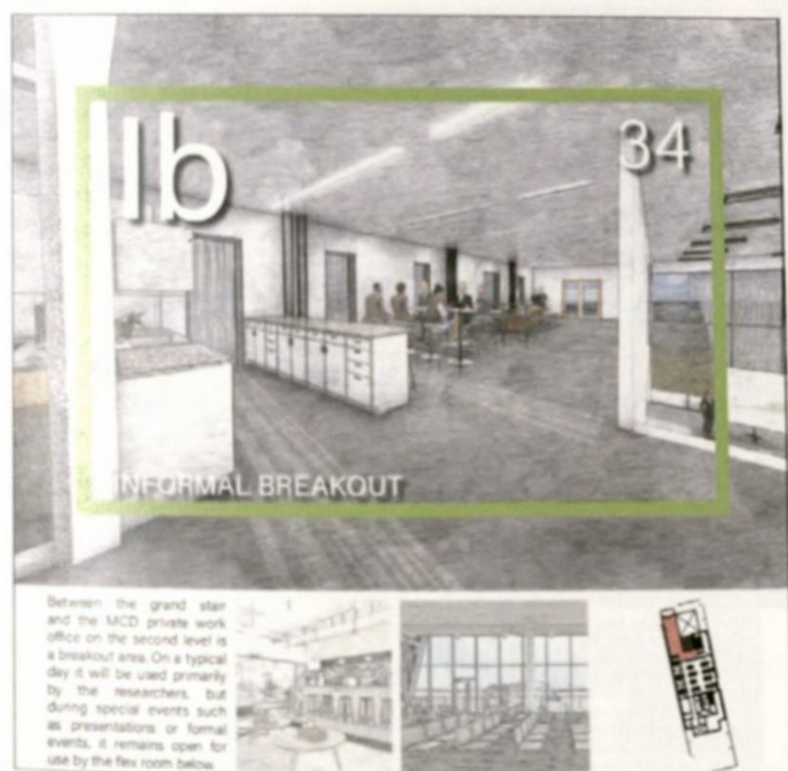 Ib
34
INFORMAL BREAKOUT
Between the grand stair
and the MCD private work
office on the second level is
a breakout area. On a typical
day it will be used primarily
by the researchers, but
during special events such
as presentations or formal
events, it remains open for
use by the flex room below.